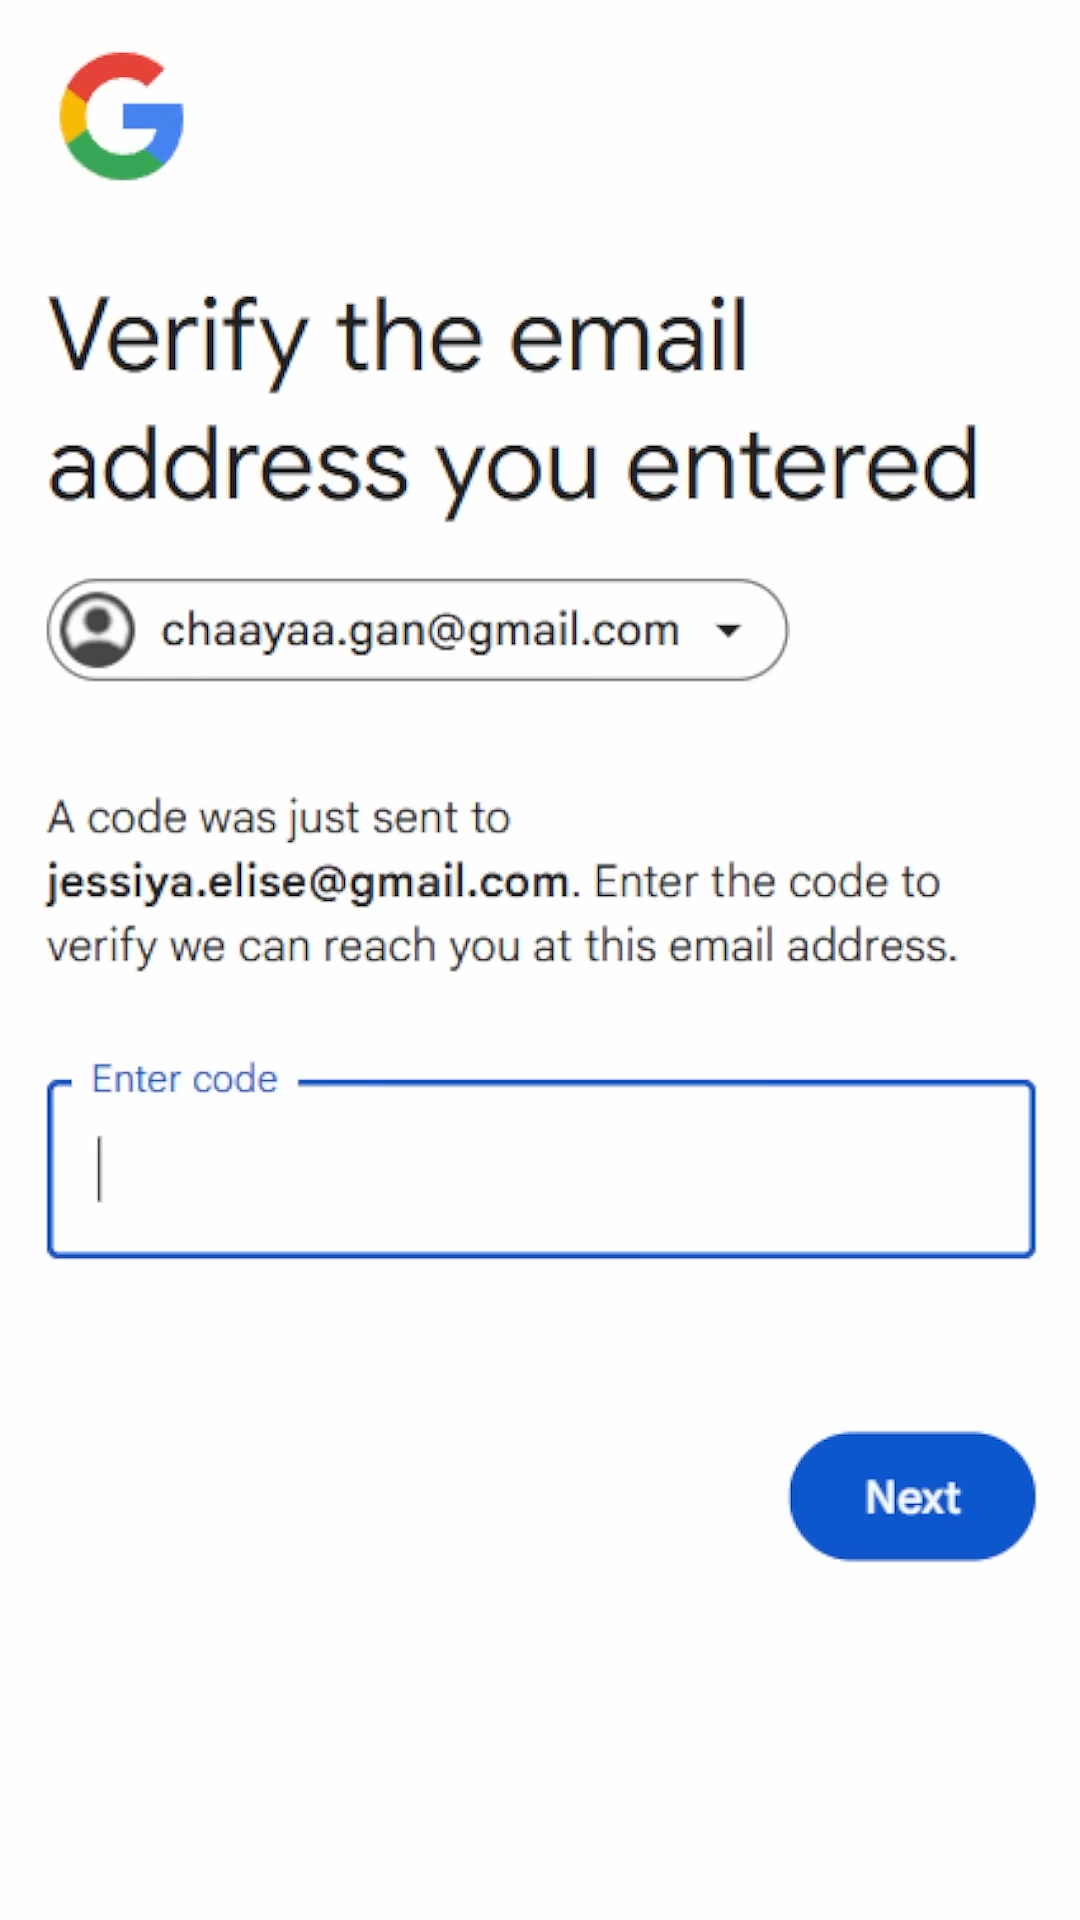 Verify the email
address you entered
chaayaa.gan@gmail.com
A code was just sent to
jessiya.elise@gmail.com. Enter the code to
verify we can reach you at this email address.
Enter code
Next